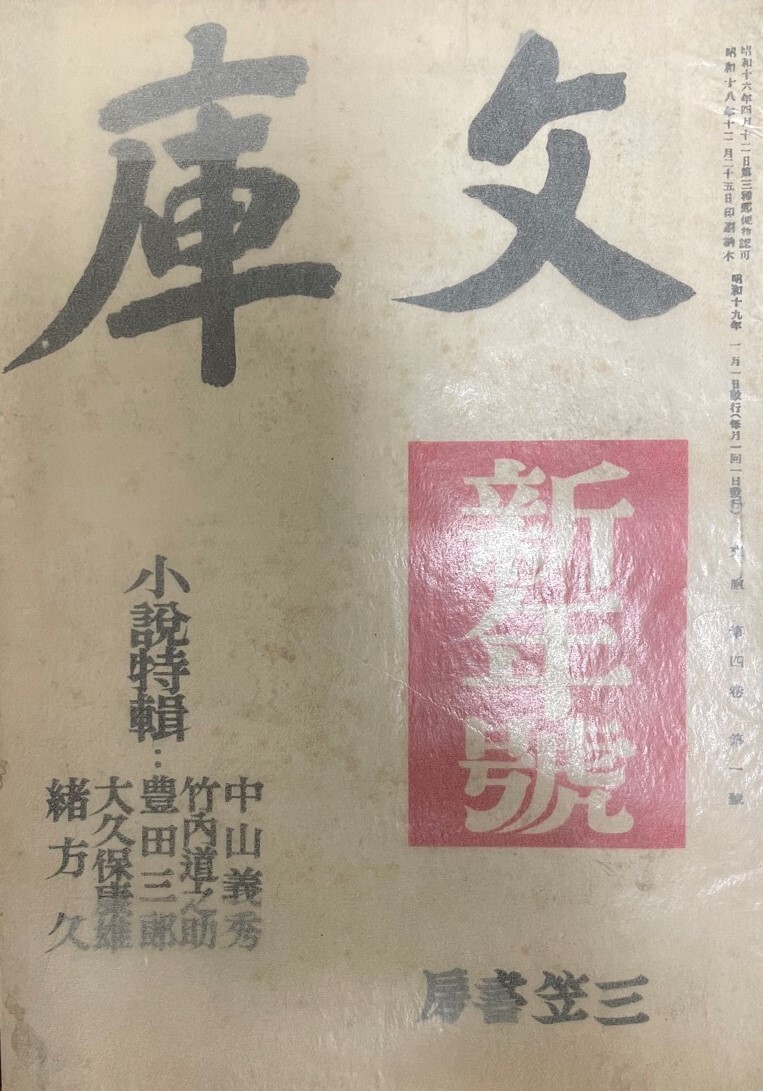 文庫
昭和十六年四月十二日第三種郵便物認可
昭和十八年十二月二十五日印刷納本
昭和十九年一月一日發行(毎月一回一日發行)
第四卷 第一號
新年號
小說特輯:
中山義秀
竹內道之助
豊田三郎
大久保康雄
緒方久
三笠書房